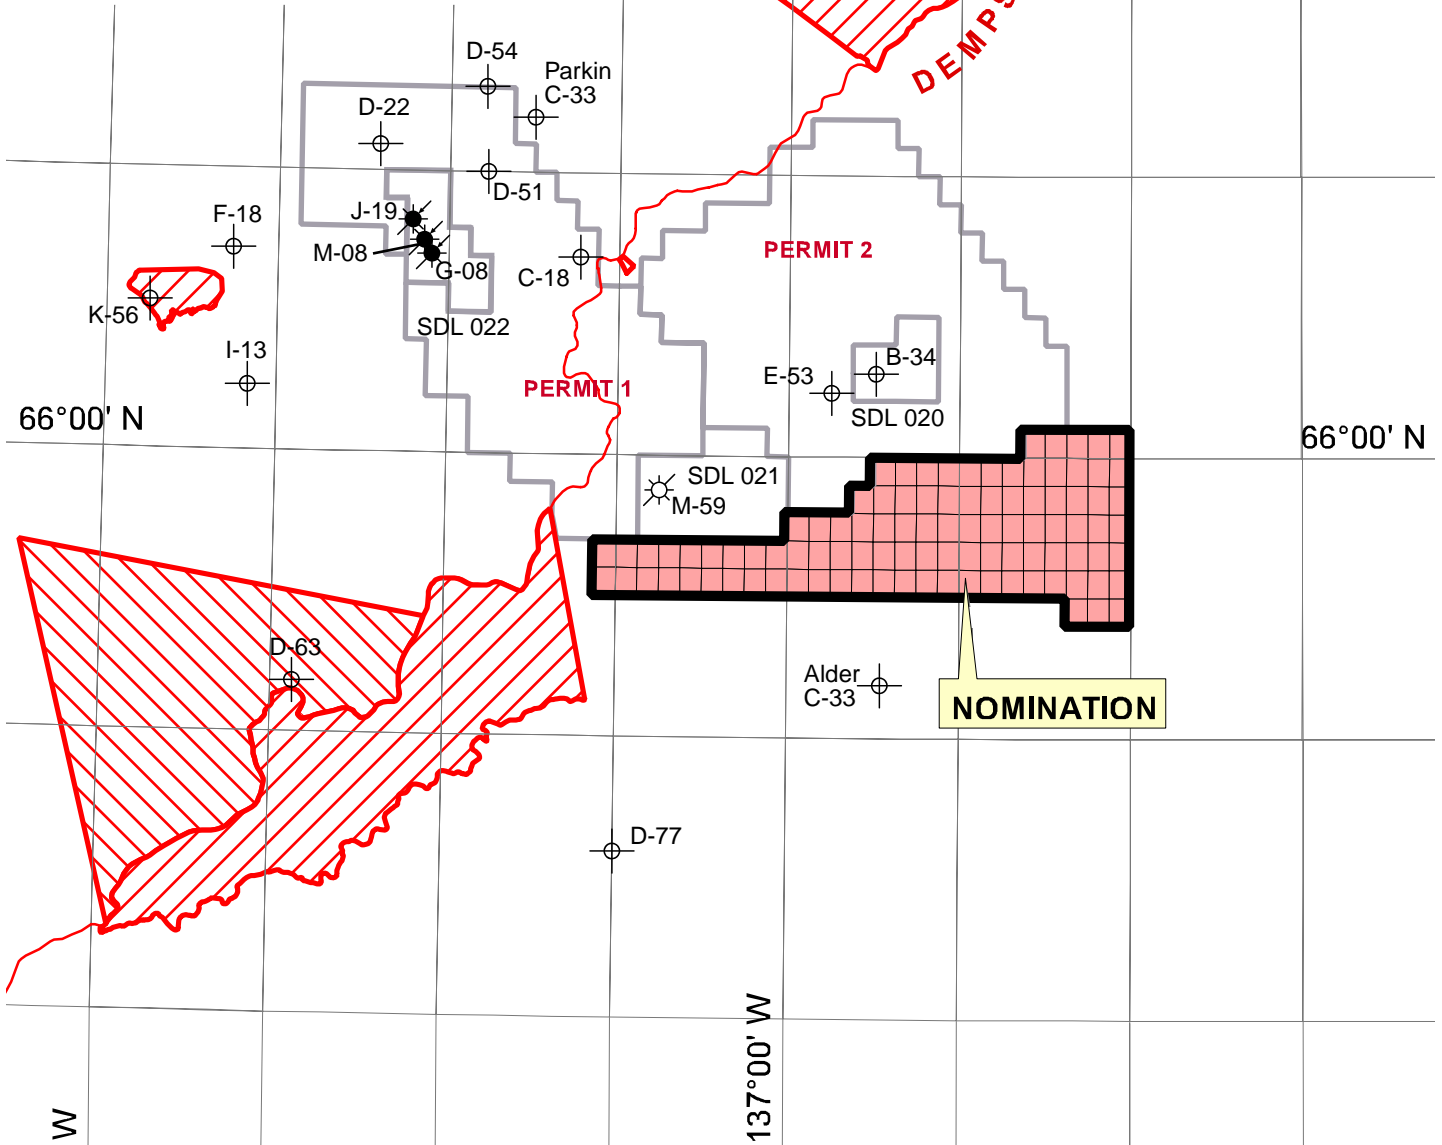 DEMPS
D-54
Parkin
C-33
D-22
D-51
J-19
F-18
M-08
G-08
C-18
PERMIT 2
K-56
SDL 022
I-13
B-34
E-53
PERMIT 1
SDL 020
66°00' N
66°00' N
SDL 021
M-59
D-63
Alder
C-33
NOMINATION
D-77
137°00' W
W